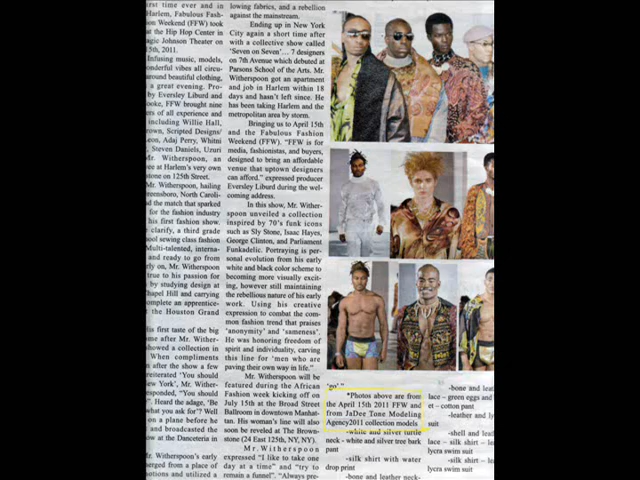 irst time ever and in
Harlem, Fabulous Fash-
on Weekend (FFW) took
at the Hip Hop Center in
agic Johnson Theater on
5th, 2011.
Infusing music, models,
onderful vibes all circu-
around beautiful clothing,
a great evening. Pro-
by Eversley Liburd and
ooke, FFW brought nine
rs of all experience and
including Willie Hall,
rown, Scripted Designs/
eon, Adaj Perry, Whitni
Steven Daniels, Uzuri
Mr. Witherspoon, an
ee at Harlem's very own
stone on 125th Street.
Mr. Witherspoon, hailing
reensboro, North Caroli-
d the match that sparked
for the fashion industry
his first fashion show.
e clarify, a third grade
ool sewing class fashion
Multi-talented, interna-
and ready to go from
rly on, Mr. Witherspoon
true to his passion for
by studying design at
hapel Hill and carrying
omplete an apprentice-
the Houston Grand
his first taste of the big
ame after Mr. Wither-
howed a collection in
When compliments
after the show a few
reiterated 'You should
ew York', Mr. Wither-
esponded, "You should
. Heard the adage, 'Be
what you ask for'? Well
on a plane before he
and broadcasted the
how at the Danceteria in
Mr. Witherspoon's early
erged from a place of
otions and utilized a
lowing fabrics, and a rebellion
against the mainstream.
Ending up in New York
City again a short time after
with a collective show called
'Seven on Seven'... 7 designers
on 7th Avenue which debuted at
Parsons School of the Arts. Mr.
Witherspoon got an apartment
and job in Harlem within 18
days and hasn't left since. He
has been taking Harlem and the
metropolitan area by storm.
Bringing us to April 15th
and the Fabulous Fashion
Weekend (FFW). "FFW is for
media, fashionists, and buyers,
designed to bring an affordable
venue that uptown designers
can afford," expressed producer
Eversley Liburd during the wel-
coming address.
In this show, Mr. Wither-
spoon unveiled a collection
inspired by 70's funk icons
such as Sly Stone, Isaac Hayes,
George Clinton, and Parliament
Funkadelic. Portraying is per-
onal evolution from his early
white and black color scheme to
becoming more visually excit-
ing, however still maintaining
the rebellious nature of his early
work. Using his creative
expression to combat the com-
mon fashion trend that praises
'anonymity' and 'sameness'.
He was honoring freedom of
spirit and individuality, carving
this line for 'men who are
paving their own way in life."
Mr. Witherspoon will be
featured during the African
Fashion week kicking off on
July 15th at the Broad Street
Ballroom in downtown Manhat-
tan. His woman's line will also
soon be reveled at The Brown-
stone (24 East 125th, NY, NY).
Mr. Witherspoon
expressed "I like to take one
day at a time" and "try to
remain a funnel". "Always pre-
'go'."
*Photos above are from
the April 15th 2011 FFW and
from JaDee Tone Modeling
Agency2011 collection models
-white and silver turtle
neck - white and silver tree bark
pant
-silk shirt with water
drop print
-bone and leather neck-
-bone and leat
lace – green eggs and
et – cotton pant
-leather and ly
suit
-shell and lea
lace – silk shirt – le
lycra swim suit
-silk shirt – le
lycra swim suit